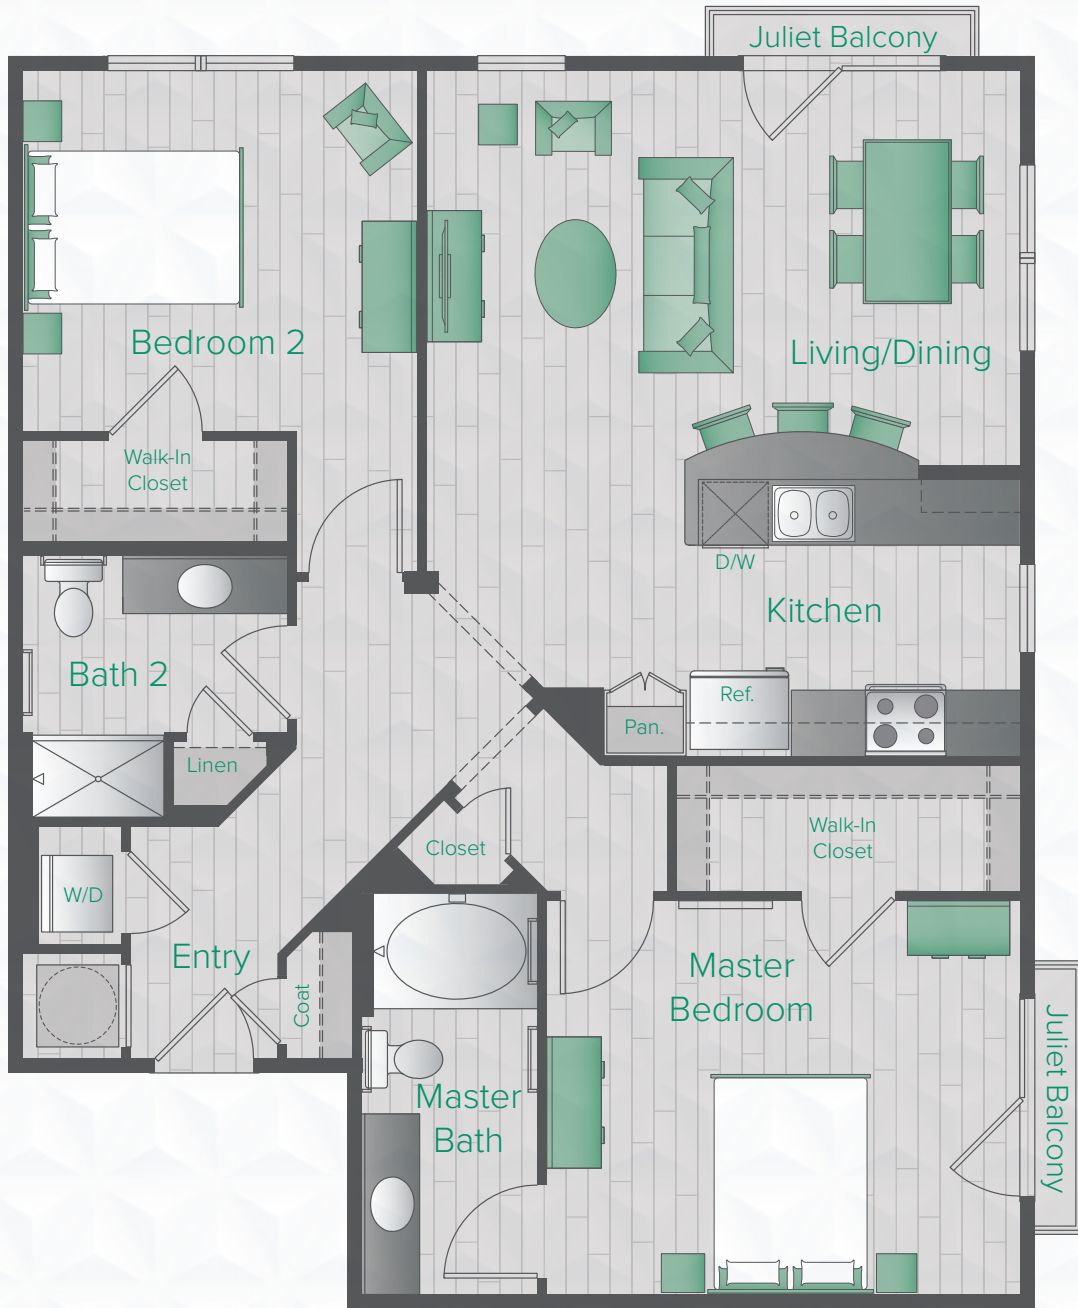 Juliet Balcony
Bedroom 2
Living/Dining
Walk-In
Closet
D/W
Kitchen
Bath 2
Ref.
Pan.
Linen
Walk-In
Closet
Closet
W/D
Entry
Coat
Master
Bedroom
Juliet Balcony
Master
Bath